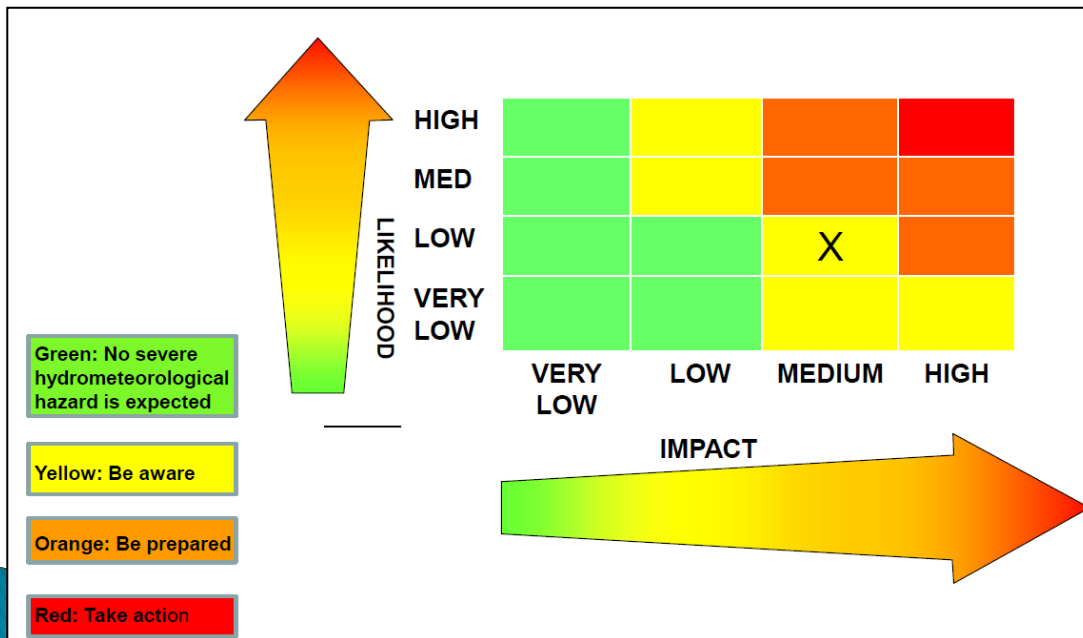 HIGH
MED
LOW
VERY
LOW
LIKELIHOOD
X
VERY
LOW
LOW
MEDIUM
HIGH
IMPACT
Green: No severe
hydrometeorological
hazard is expected
Yellow: Be aware
Orange: Be prepared
Red: Take action